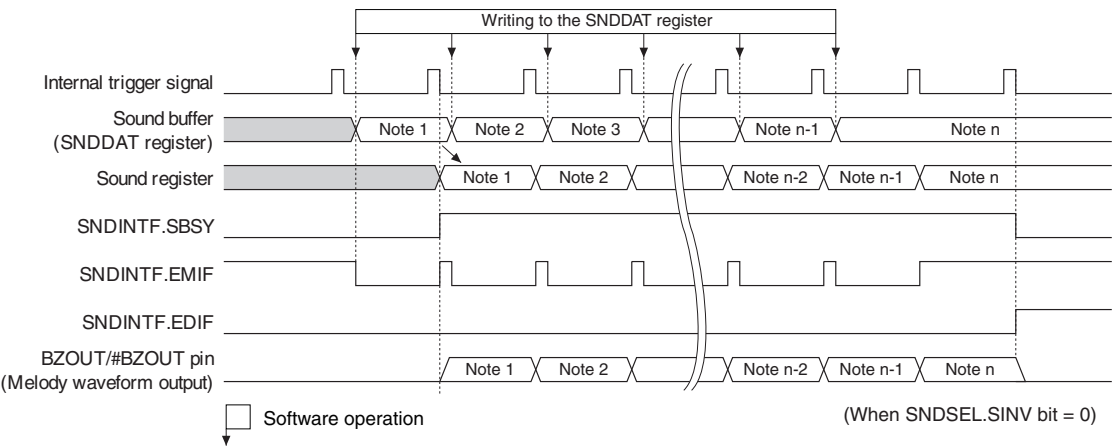 Writing to the SNDDAT register
Internal trigger signal
Sound buffer
(SNDDAT register)
Note 1 Note 2 Note 3 Note n-1 Note n
Sound register
Note 1 Note 2 Note n-2 Note n-1 Note n
SNDINTF.SBSY
SNDINTF.EMIF
SNDINTF.EDIF
BZOUT/#BZOUT pin
(Melody waveform output)
Note 1 Note 2 Note n-2 Note n-1 Note n
Software operation
(When SNDSEL.SINV bit = 0)